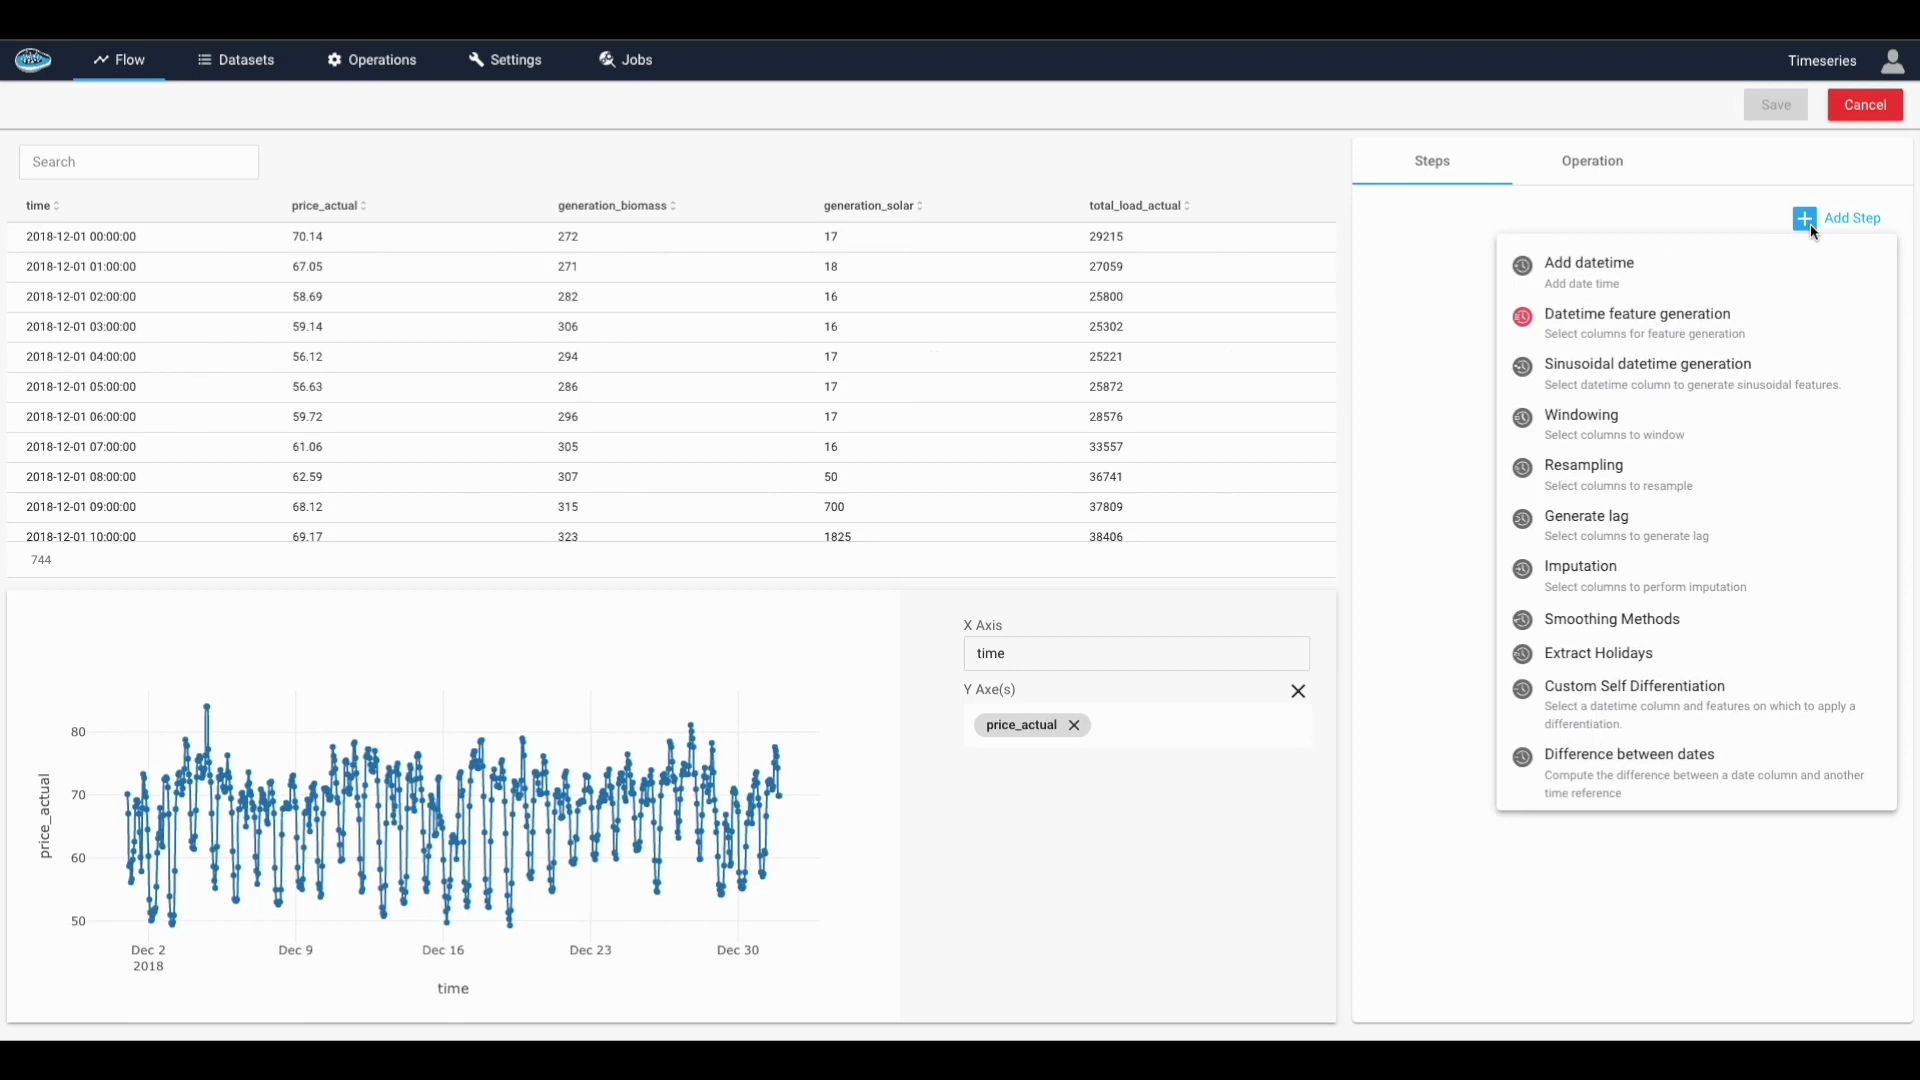 Flow Datasets Operations Settings Jobs Timeseries
Save Cancel
Search
time price_actual generation_biomass generation_solar total_load_actual
2018-12-01 00:00:00 70.14 272 17 29215
2018-12-01 01:00:00 67.05 271 18 27059
2018-12-01 02:00:00 58.69 282 16 25800
2018-12-01 03:00:00 59.14 306 16 25302
2018-12-01 04:00:00 56.12 294 17 25221
2018-12-01 05:00:00 56.63 286 17 25872
2018-12-01 06:00:00 59.72 296 17 28576
2018-12-01 07:00:00 61.06 305 16 33557
2018-12-01 08:00:00 62.59 307 50 36741
2018-12-01 09:00:00 68.12 315 700 37809
2018-12-01 10:00:00 69.17 323 1825 38406
744
80
70
60
50
price_actual
Dec 2 Dec 9 Dec 16 Dec 23 Dec 30
2018
time
X Axis
time
Y Axe(s)
price_actual
Steps Operation
Add Step
Add datetime
Add date time
Datetime feature generation
Select columns for feature generation
Sinusoidal datetime generation
Select datetime column to generate sinusoidal features.
Windowing
Select columns to window
Resampling
Select columns to resample
Generate lag
Select columns to generate lag
Imputation
Select columns to perform imputation
Smoothing Methods
Extract Holidays
Custom Self Differentiation
Select a datetime column and features on which to apply a
differentiation.
Difference between dates
Compute the difference between a date column and another
time reference